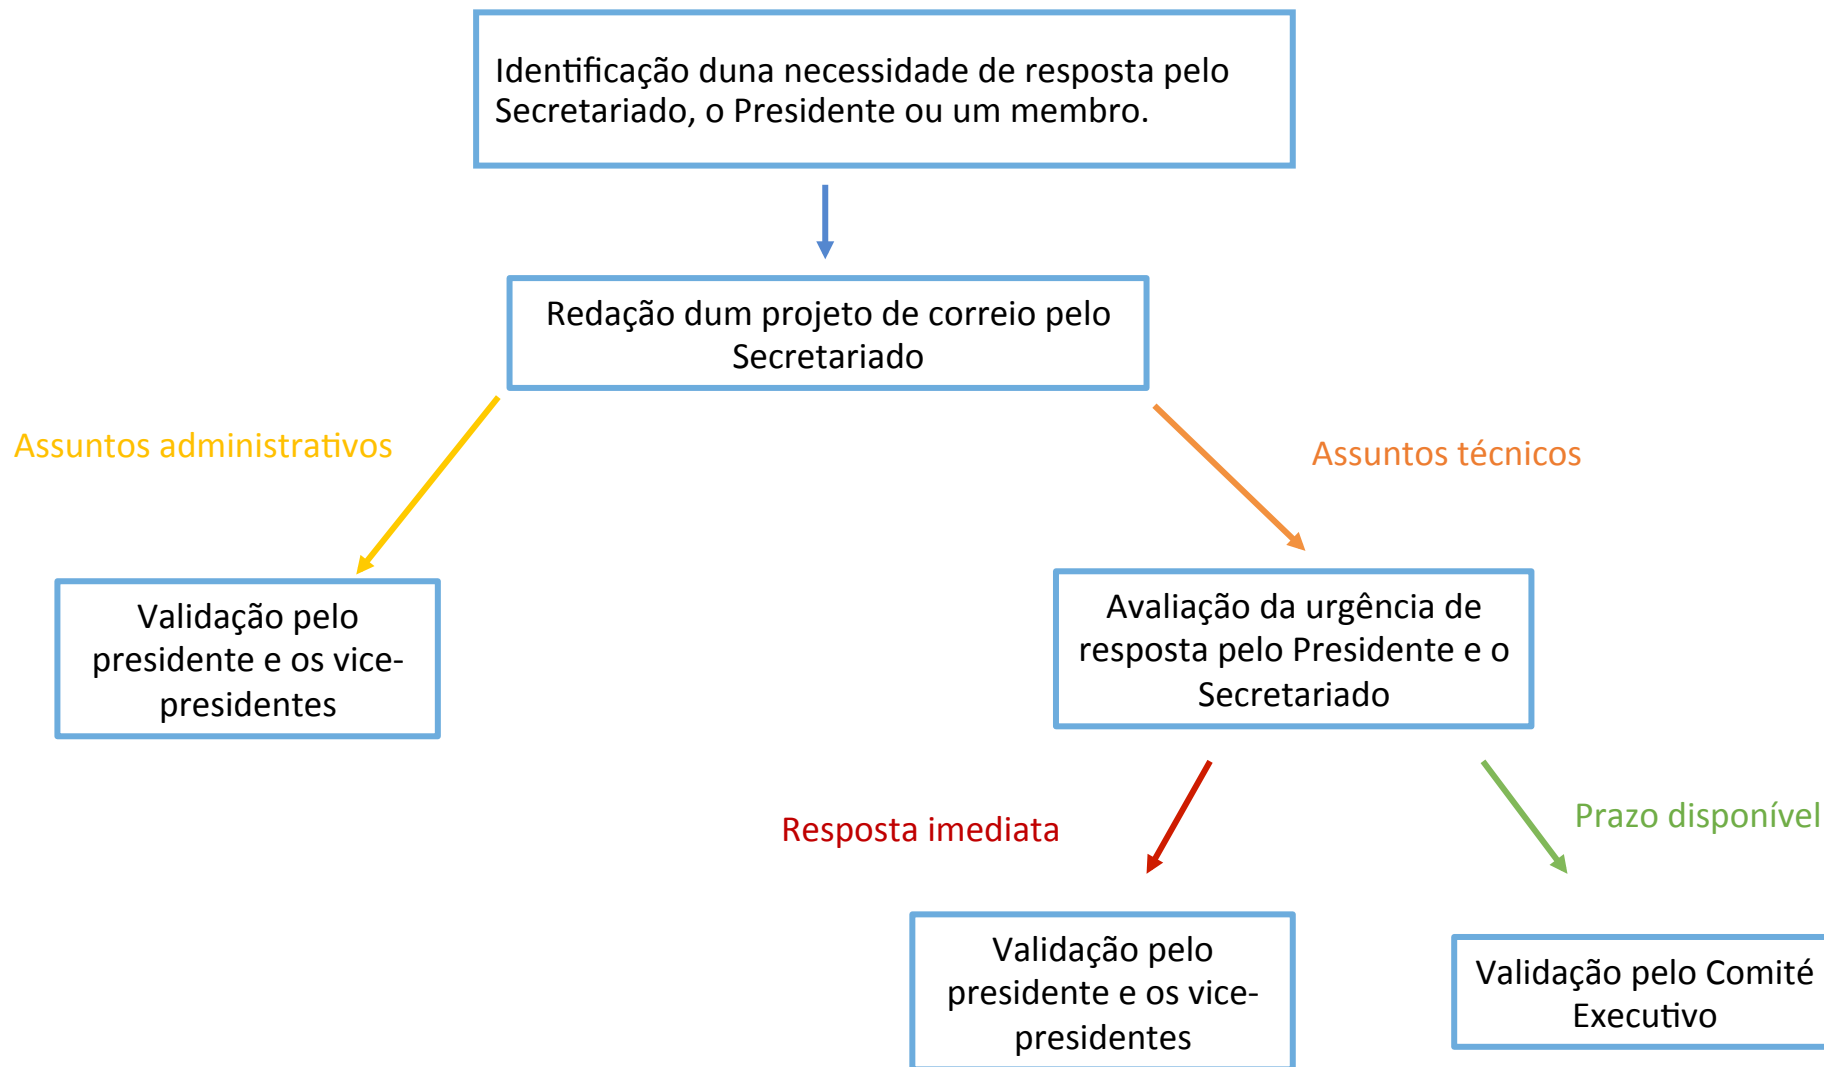 Identificação duna necessidade de resposta pelo
Secretariado, o Presidente ou um membro.
Redação dum projeto de correio pelo
Secretariado
Assuntos administrativos
Assuntos técnicos
Validação pelo
presidente e os vice-
presidentes
Avaliação da urgência de
resposta pelo Presidente e o
Secretariado
Resposta imediata
Prazo disponível
Validação pelo
presidente e os vice-
presidentes
Validação pelo Comité
Executivo